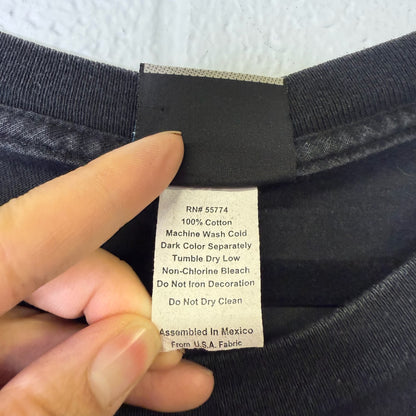 RN# 55774
100% Cotton
Machine Wash Cold
Dark Color Separately
Tumble Dry Low
Non-Chlorine Bleach
Do Not Iron Decoration
Do Not Dry Clean
Assembled In Mexico
From U.S.A. Fabric